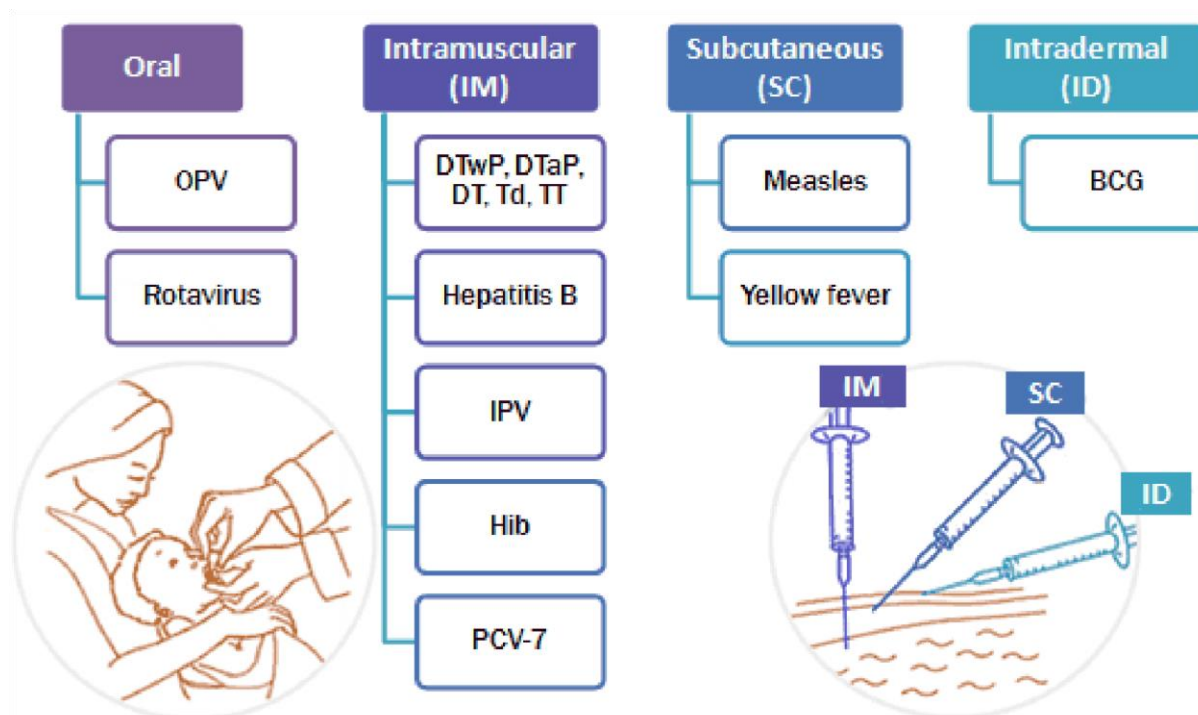 Oral
OPV
Rotavirus
Intramuscular
(IM)
DTwP, DTaP,
DT, Td, TT
Hepatitis B
IPV
Hib
PCV-7
Subcutaneous
(SC)
Measles
Yellow fever
Intradermal
(ID)
BCG
IM
SC
ID